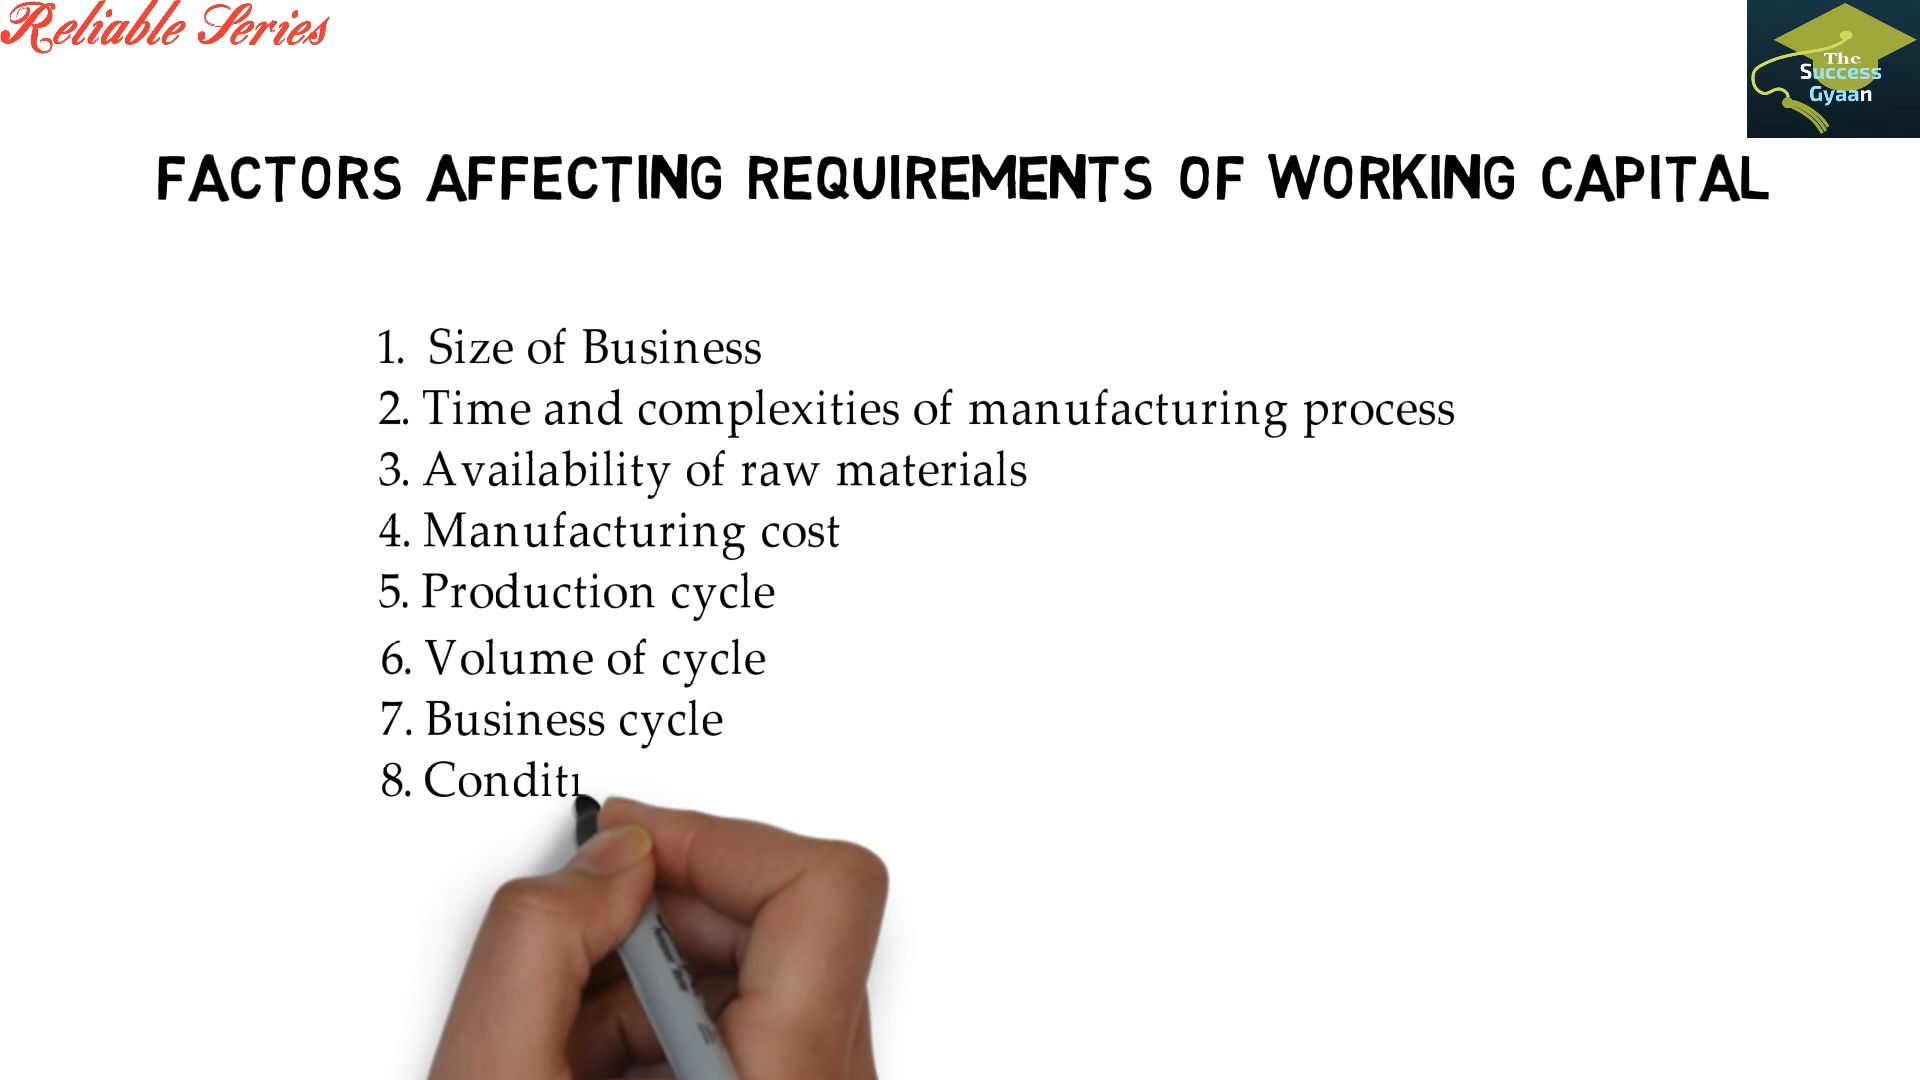 Reliable Series
The
Success
Gyaan
FACTORS AFFECTING REQUIREMENTS OF WORKING CAPITAL
1. Size of Business
2. Time and complexities of manufacturing process
3. Availability of raw materials
4. Manufacturing cost
5. Production cycle
6. Volume of cycle
7. Business cycle
8.